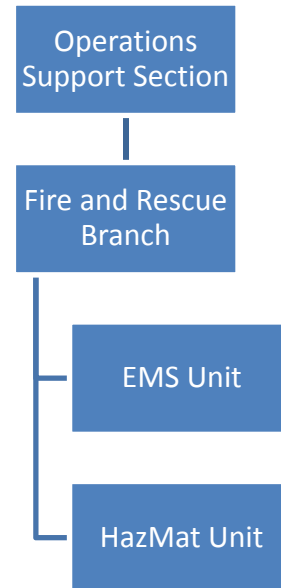 Operations
Support Section
Fire and Rescue
Branch
EMS Unit
HazMat Unit